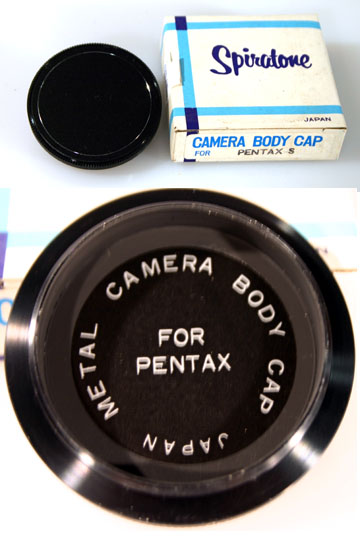 Spiratone
JAPAN
CAMERA BODY CAP
FOR PENTAX S
METAL CAMERA BODY CAP
FOR
PENTAX
JAPAN